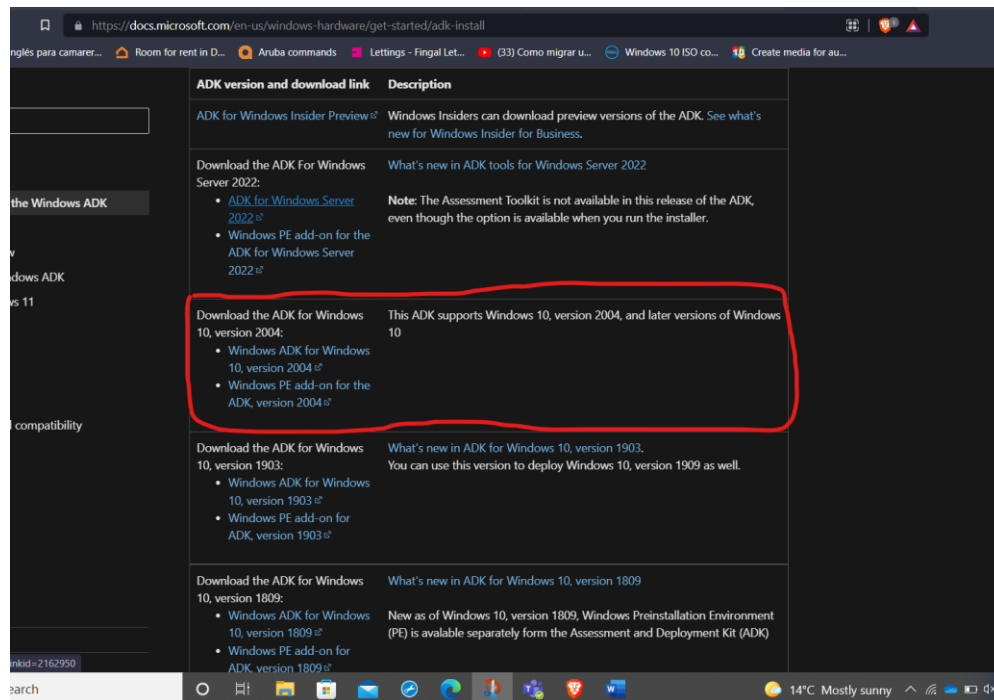 https://docs.microsoft.com/en-us/windows-hardware/get-started/adk-install
nglés para camarer... Room for rent in D... Aruba commands Lettings - Fingal Let... (33) Como migrar u... Windows 10 ISO co... Create media for au...
ADK version and download link Description
ADK for Windows Insider Preview Windows Insiders can download preview versions of the ADK. See what's
new for Windows Insider for Business.
Download the ADK For Windows What's new in ADK tools for Windows Server 2022
Server 2022:
the Windows ADK
• ADK for Windows Server Note: The Assessment Toolkit is not available in this release of the ADK,
2022 even though the option is available when you run the installer.
• Windows PE add-on for the
ADK for Windows Server
2022
dows ADK
vs 11
Download the ADK for Windows This ADK supports Windows 10, version 2004, and later versions of Windows
10, version 2004: 10
• Windows ADK for Windows
10, version 2004
• Windows PE add-on for the
ADK, version 2004
l compatibility
Download the ADK for Windows What's new in ADK for Windows 10, version 1903.
10, version 1903: You can use this version to deploy Windows 10, version 1909 as well.
• Windows ADK for Windows
10, version 1903
• Windows PE add-on for
ADK, version 1903
Download the ADK for Windows What's new in ADK for Windows 10, version 1809
10, version 1809:
• Windows ADK for Windows New as of Windows 10, version 1809, Windows Preinstallation Environment
10, version 1809 (PE) is avalable separately form the Assessment and Deployment Kit (ADK)
• Windows PE add-on for
ADK, version 1809
inkid=2162950
earch 14°C Mostly sunny